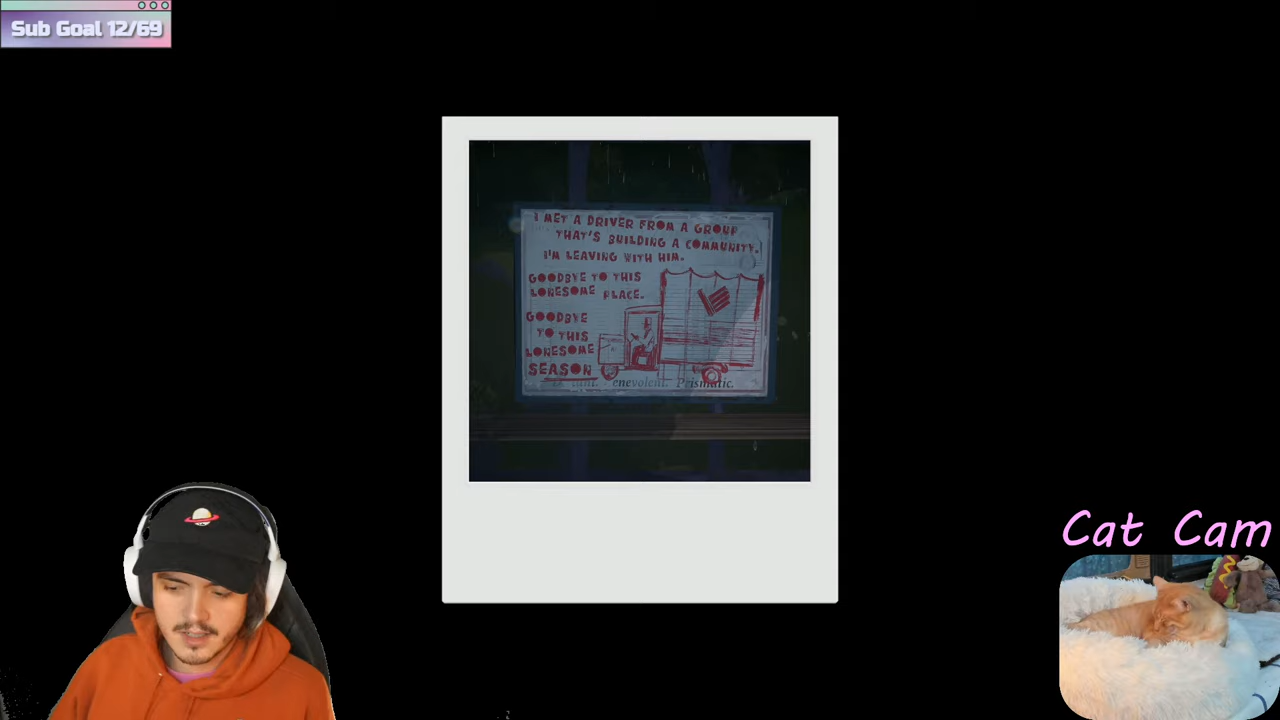 Sub Goal 12/69
I MET A DRIVER FROM A GROUP
THAT'S BUILDING A COMMUNITY.
I'M LEAVING WITH HIM.
GOODBYE TO THIS
LONESOME PLACE.
GOODBYE
TO THIS
LONESOME
SEASON
enevolent. Prismatic.
Cat Cam